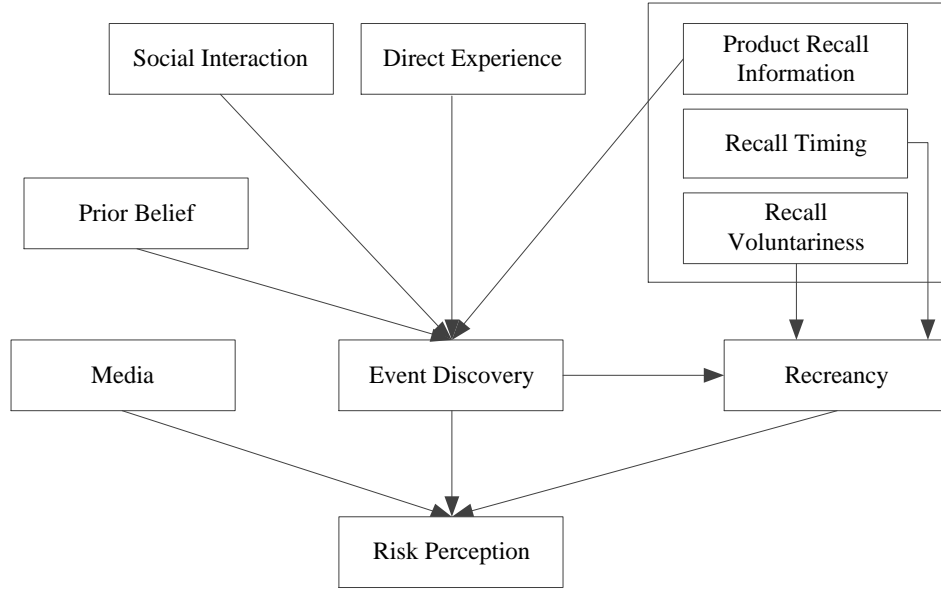 Social Interaction
Direct Experience
Product Recall
Information
Recall Timing
Prior Belief
Recall
Voluntariness
Media
Event Discovery
Recreancy
Risk Perception